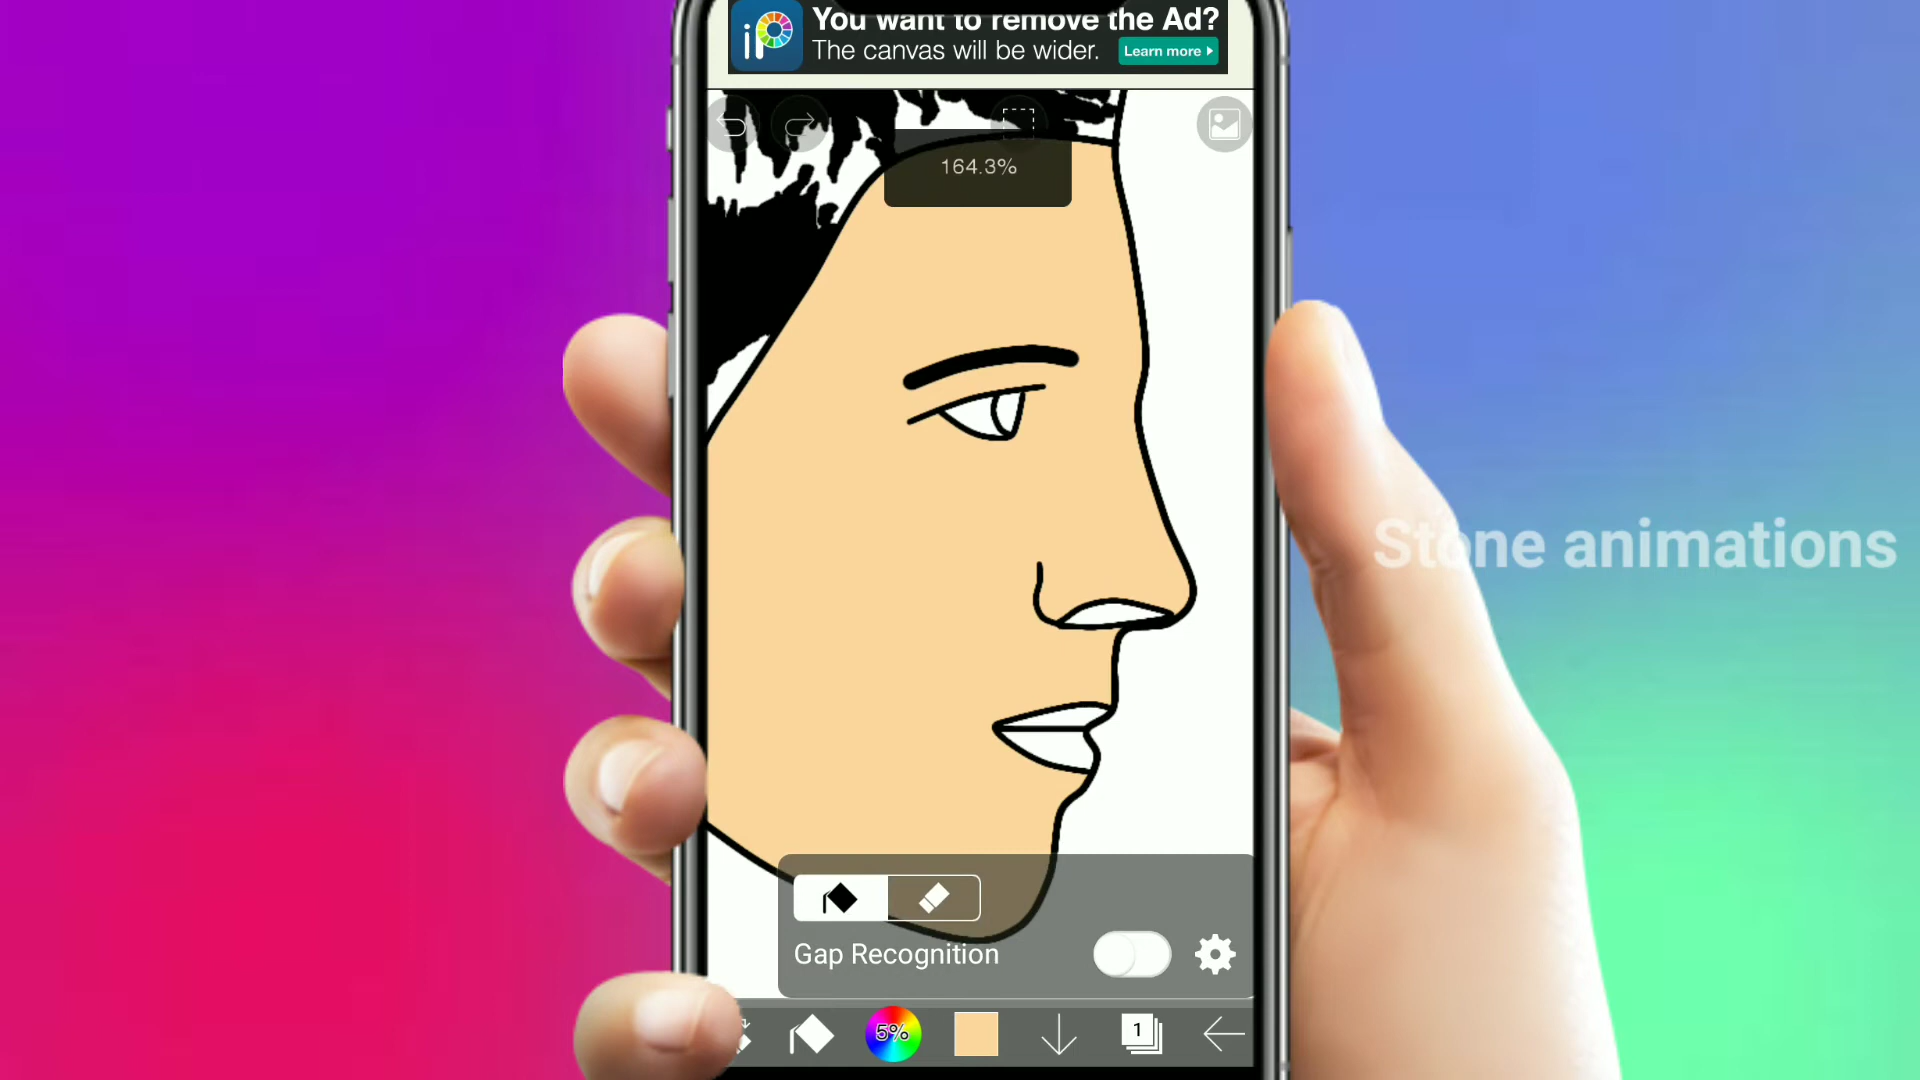 iP
You want to remove the Ad?
The canvas will be wider.
Learn more
164.3%
Stone animations
Gap Recognition
5%
1